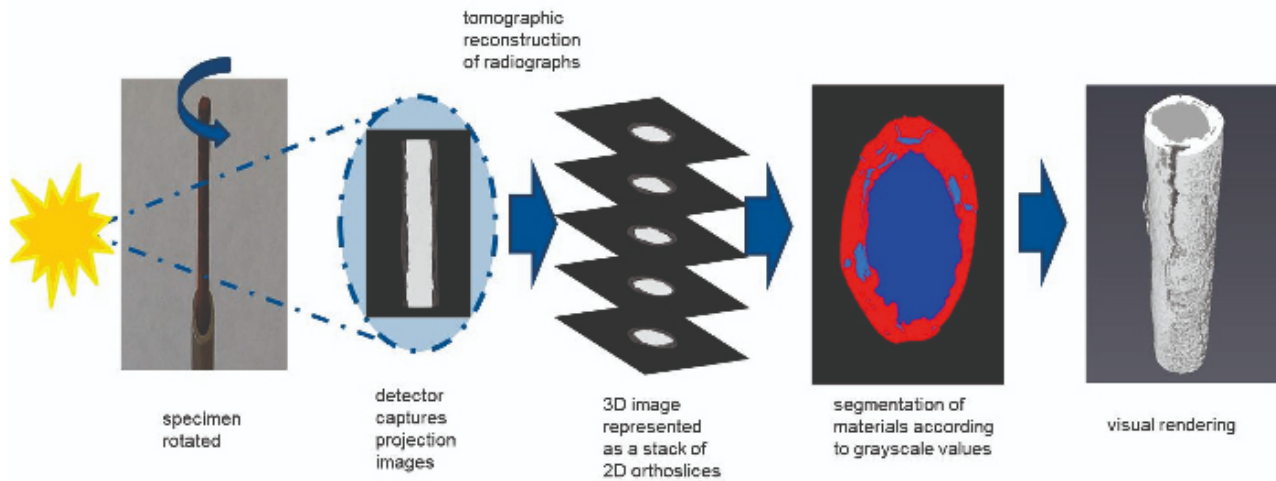 tomographic
reconstruction
of radiographs
specimen
rotated
detector
captures
projection
images
3D image
represented
as a stack of
2D orthoslices
segmentation of
materials according
to grayscale values
visual rendering